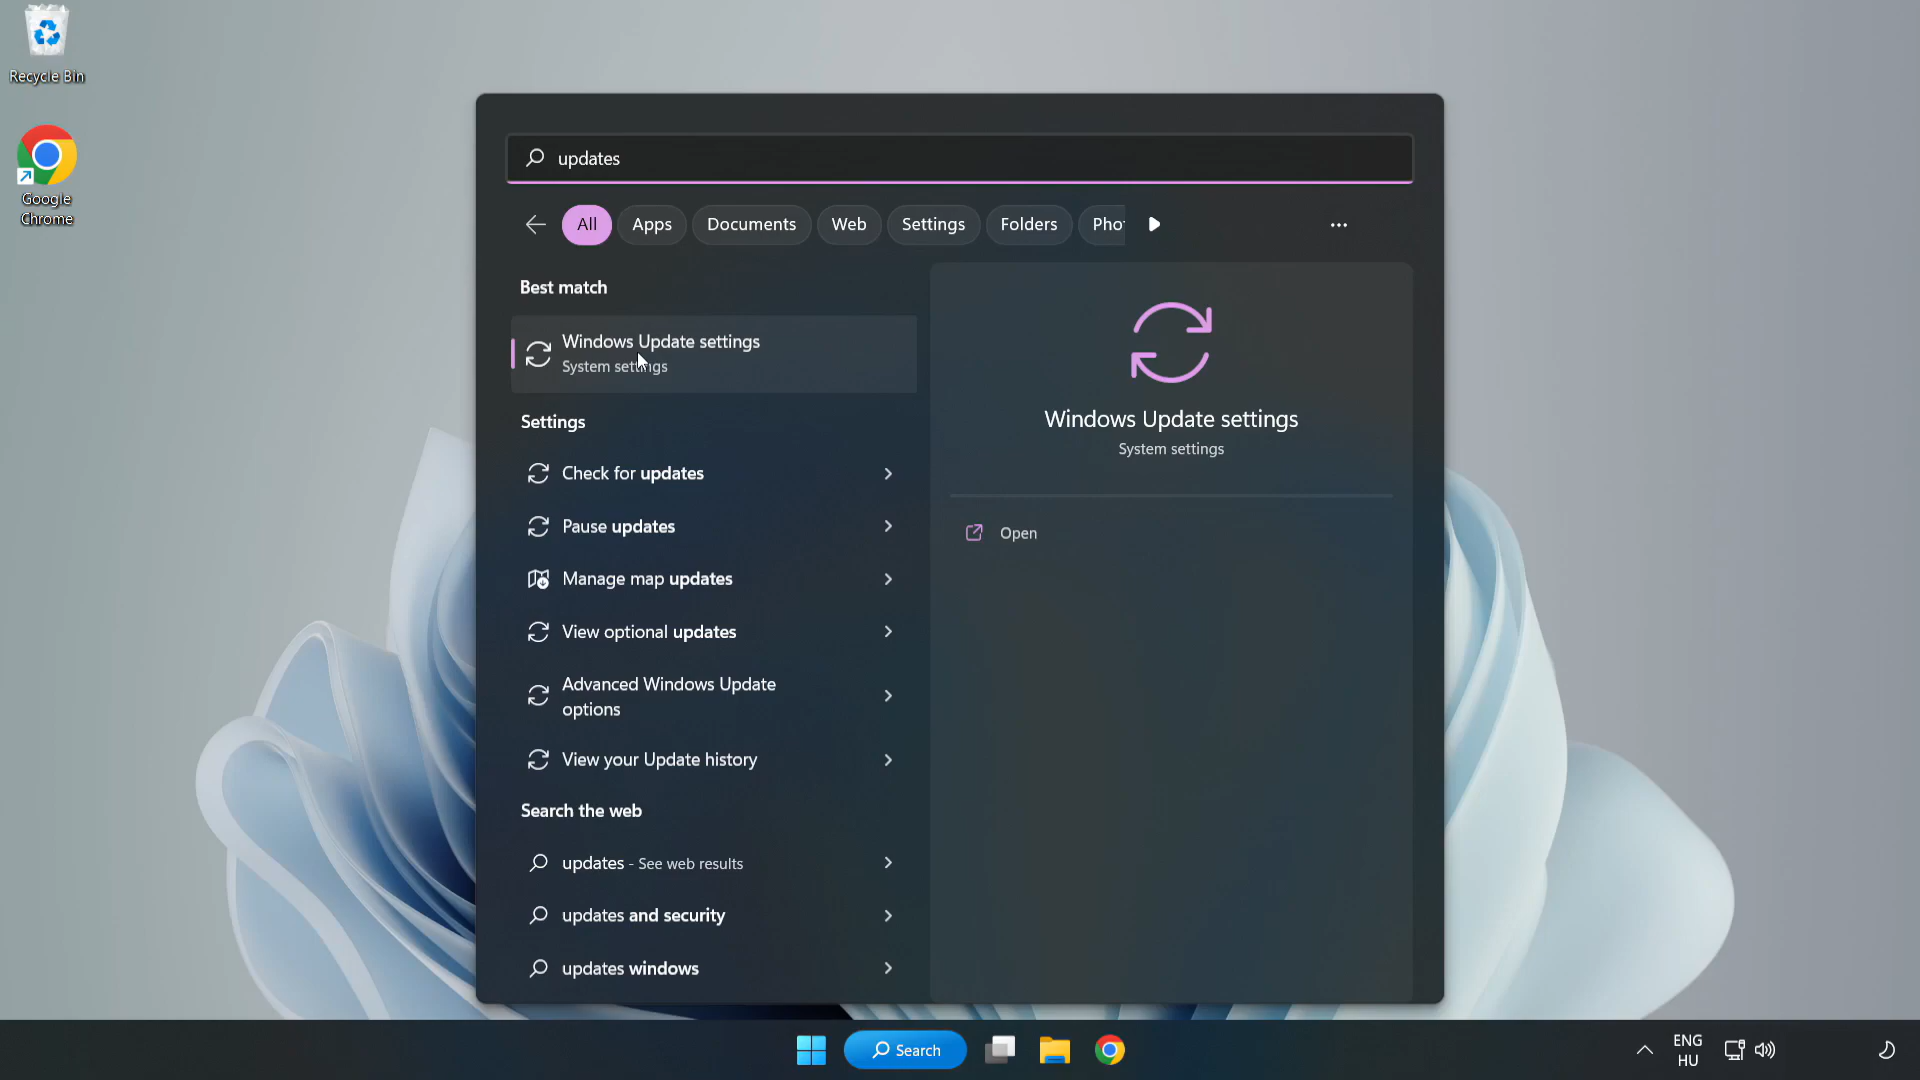 Recycle Bin
Google
Chrome
updates
All
Apps
Documents
Web
Settings
Folders
Best match
Windows Update settings
System settings
Settings
Check for updates
Pause updates
Manage map updates
View optional updates
Advanced Windows Update
options
View your Update history
Search the web
updates - See web results
updates and security
updates windows
Windows Update settings
System settings
Open
Search
ENG
HU